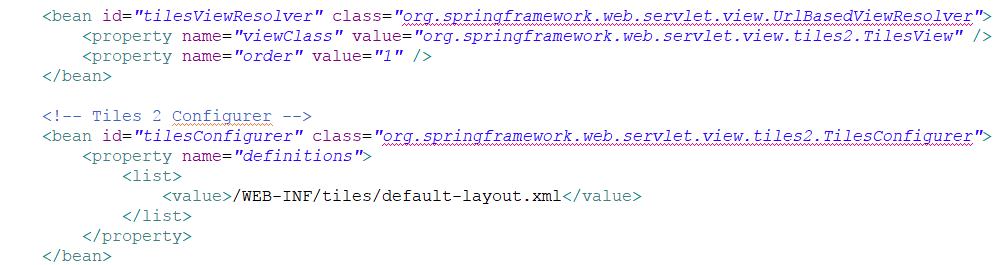 <bean id="tilesViewResolver" class="org.springframework.web.servlet.view.UrlBasedViewResolver">
    <property name="viewClass" value="org.springframework.web.servlet.view.tiles2.TilesView" />
    <property name="order" value="1" />
</bean>
<!-- Tiles 2 Configurer -->
<bean id="tilesConfigurer" class="org.springframework.web.servlet.view.tiles2.TilesConfigurer">
    <property name="definitions">
        <list>
            <value>/WEB-INF/tiles/default-layout.xml</value>
        </list>
    </property>
</bean>